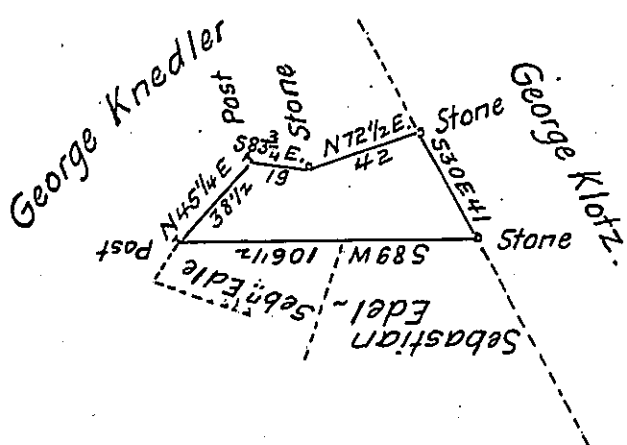 George Knedler
Post
Stone
George Klotz.
S83¾E.
19
N72½E.
42
Stone
S30E41
N45¼E
38½
Post
S89W 106½
Stone
Sebn. Edle
Sebastian
Edel ~